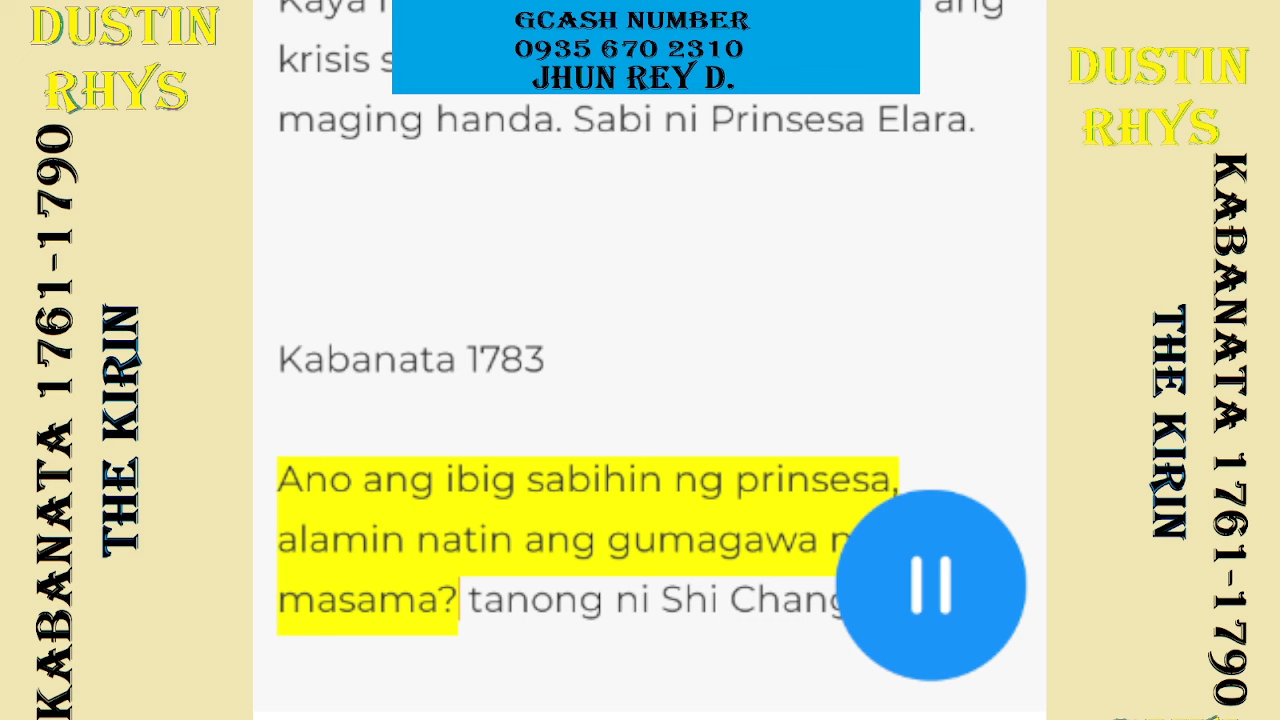 DUSTIN
RHYS
KABANATA 1761-1790
THE KIRIN
GCASH NUMBER
0935 670 2310
JHUN REY D.
Kaya ang
krisis
maging handa. Sabi ni Prinsesa Elara.
Kabanata 1783
Ano ang ibig sabihin ng prinsesa,
alamin natin ang gumagawa
masama? tanong ni Shi
DUSTIN
RHYS
KABANATA 1761-1790
THE KIRIN